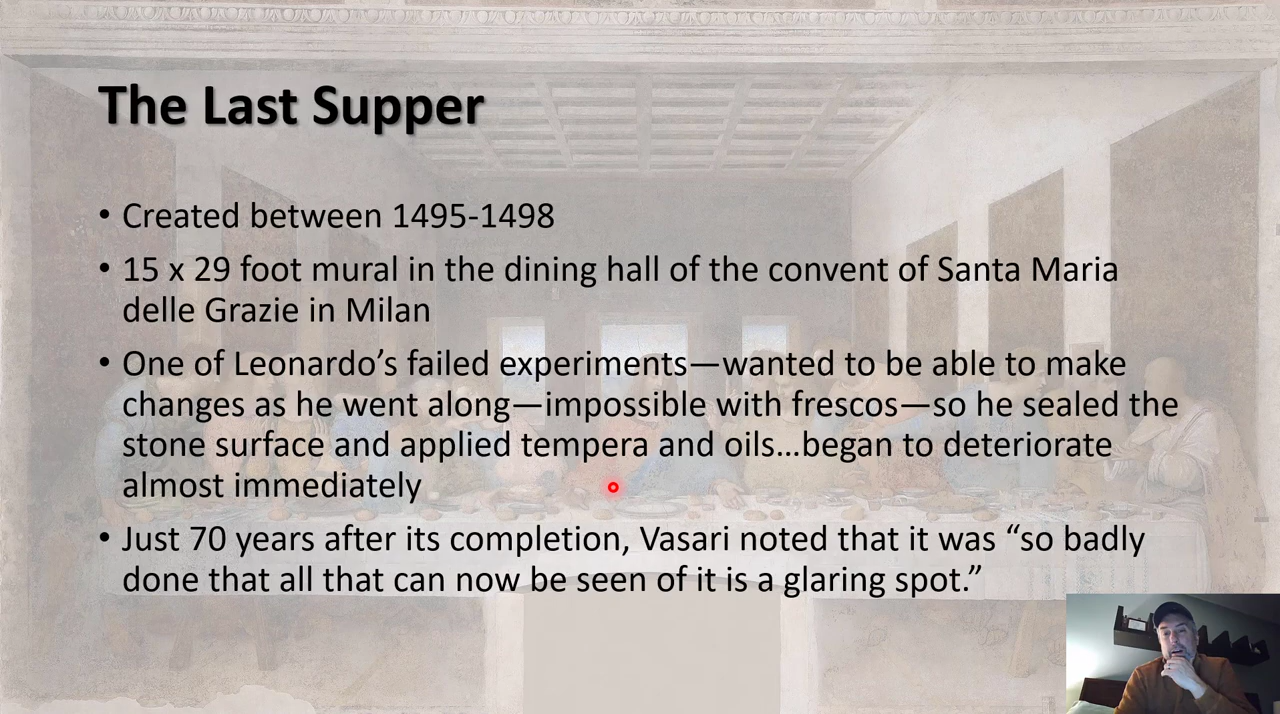 The Last Supper
• Created between 1495-1498
• 15 x 29 foot mural in the dining hall of the convent of Santa Maria
delle Grazie in Milan
• One of Leonardo’s failed experiments—wanted to be able to make
changes as he went along—impossible with frescos—so he sealed the
stone surface and applied tempera and oils…began to deteriorate
almost immediately
• Just 70 years after its completion, Vasari noted that it was “so badly
done that all that can now be seen of it is a glaring spot.”